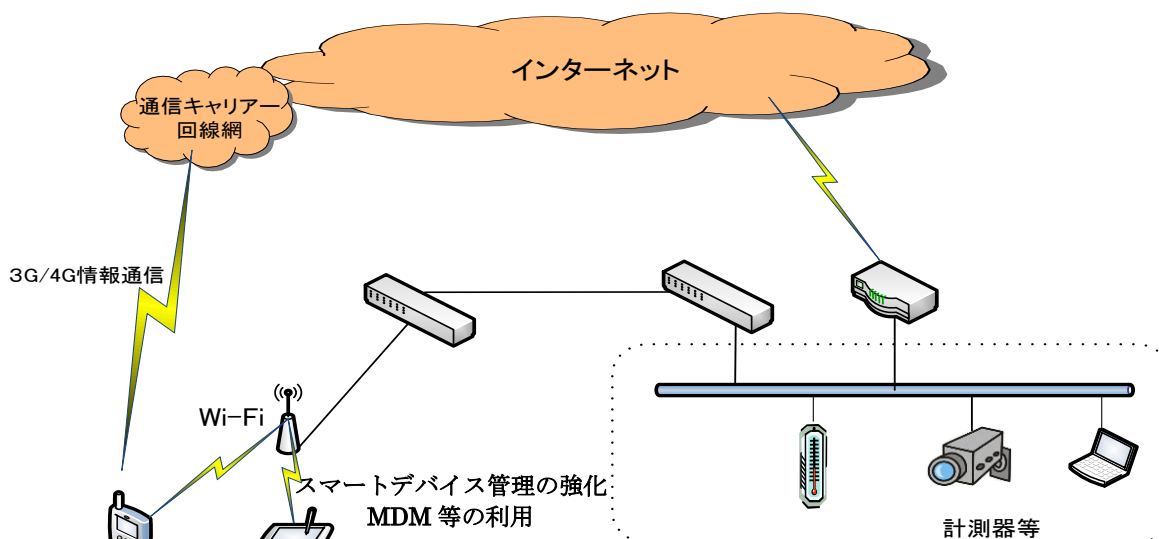 インターネット
通信キャリアー
回線網
3G/4G情報通信
Wi-Fi
スマートデバイス管理の強化
MDM 等の利用
計測器等